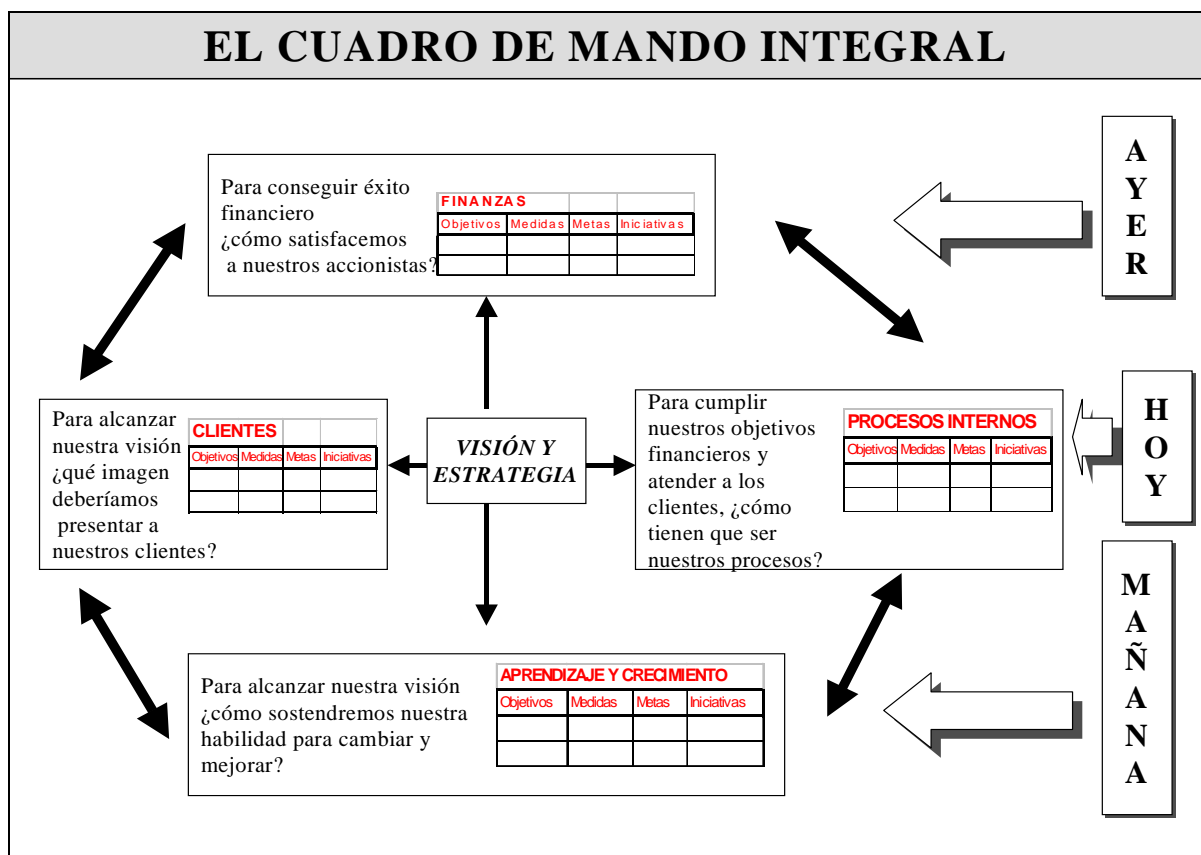 EL CUADRO DE MANDO INTEGRAL
Para conseguir éxito
financiero
¿cómo satisfacemos
a nuestros accionistas?
FINANZAS
Objetivos Medidas Metas Iniciativas
A
Y
E
R
Para alcanzar
nuestra visión
¿qué imagen
deberíamos
presentar a
nuestros clientes?
CLIENTES
Objetivos Medidas Metas Iniciativas
VISIÓN Y
ESTRATEGIA
Para cumplir
nuestros objetivos
financieros y
atender a los
clientes, ¿cómo
tienen que ser
nuestros procesos?
PROCESOS INTERNOS
Objetivos Medidas Metas Iniciativas
H
O
Y
Para alcanzar nuestra visión
¿cómo sostendremos nuestra
habilidad para cambiar y
mejorar?
APRENDIZAJE Y CRECIMIENTO
Objetivos Medidas Metas Iniciativas
M
A
Ñ
A
N
A